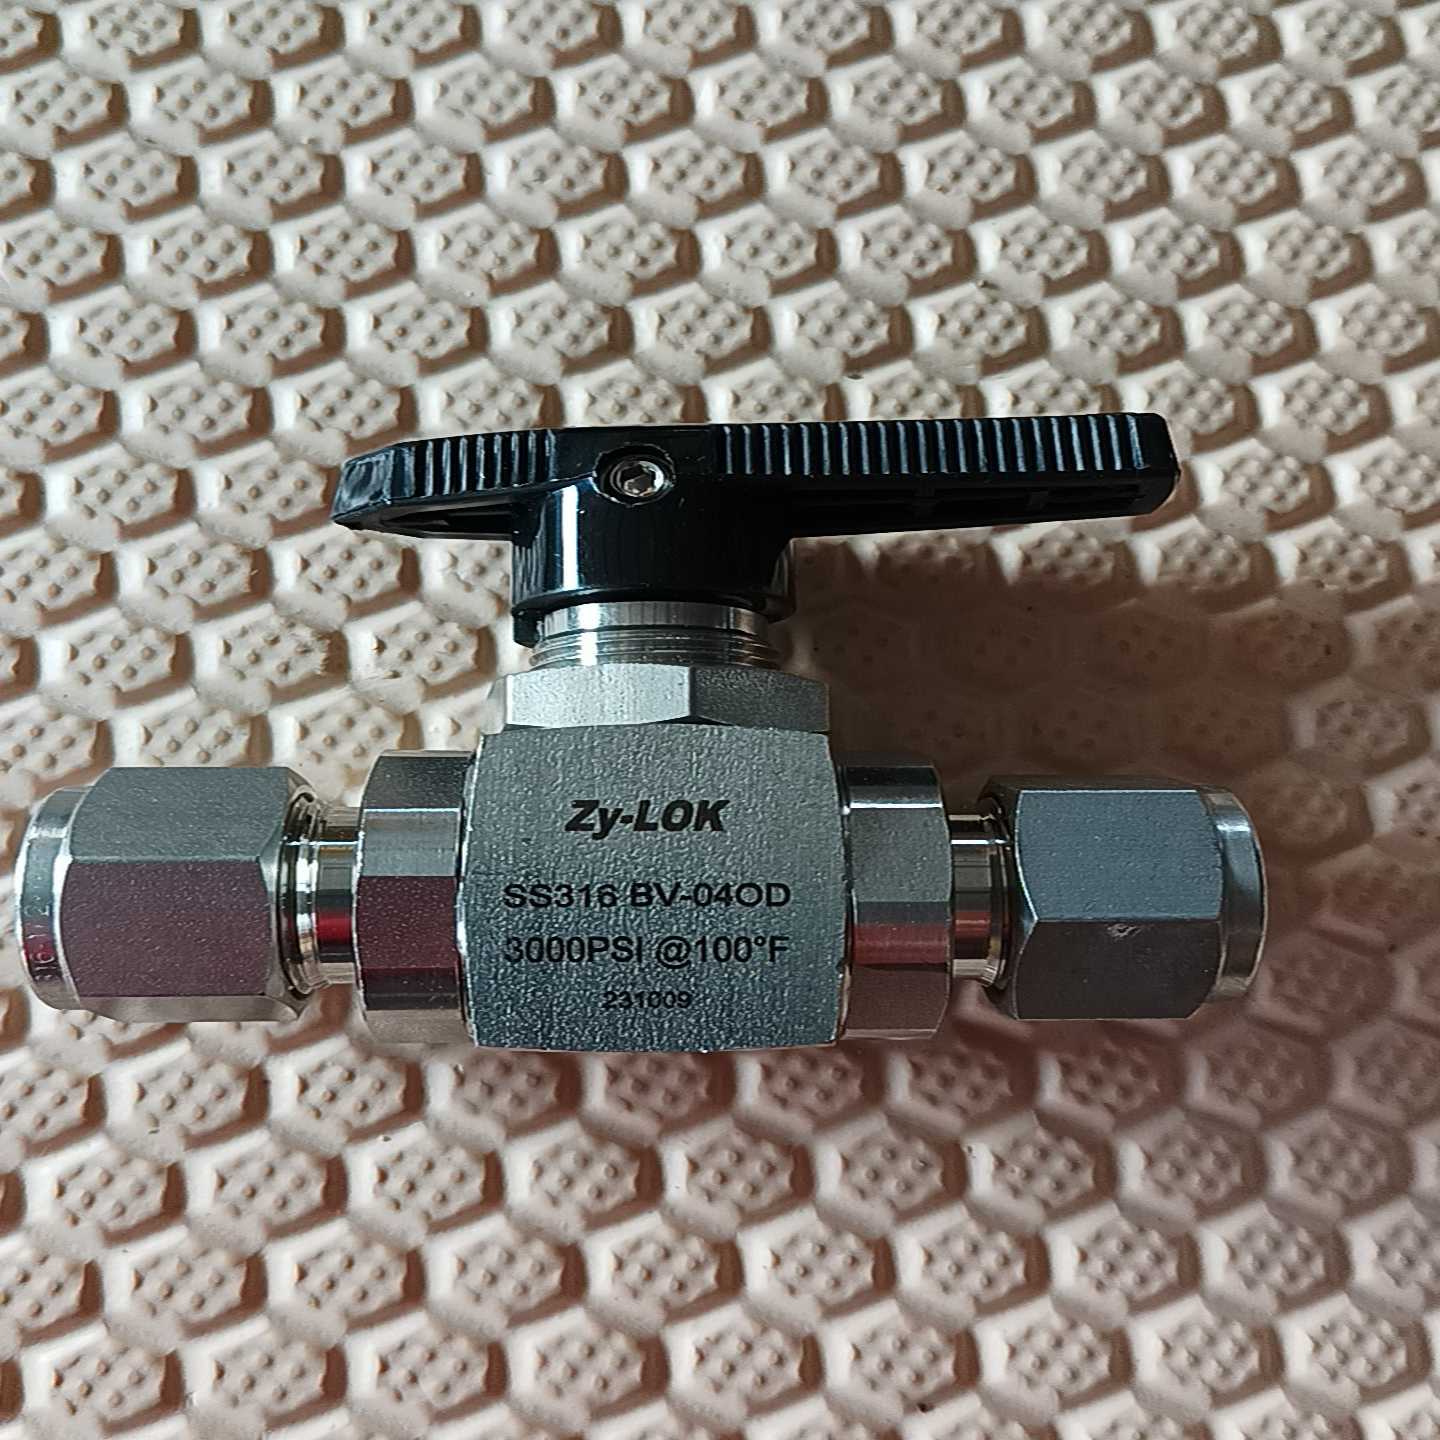 Zy-LOK
SS316 BV-04OD
3000PSI @100°F
231009